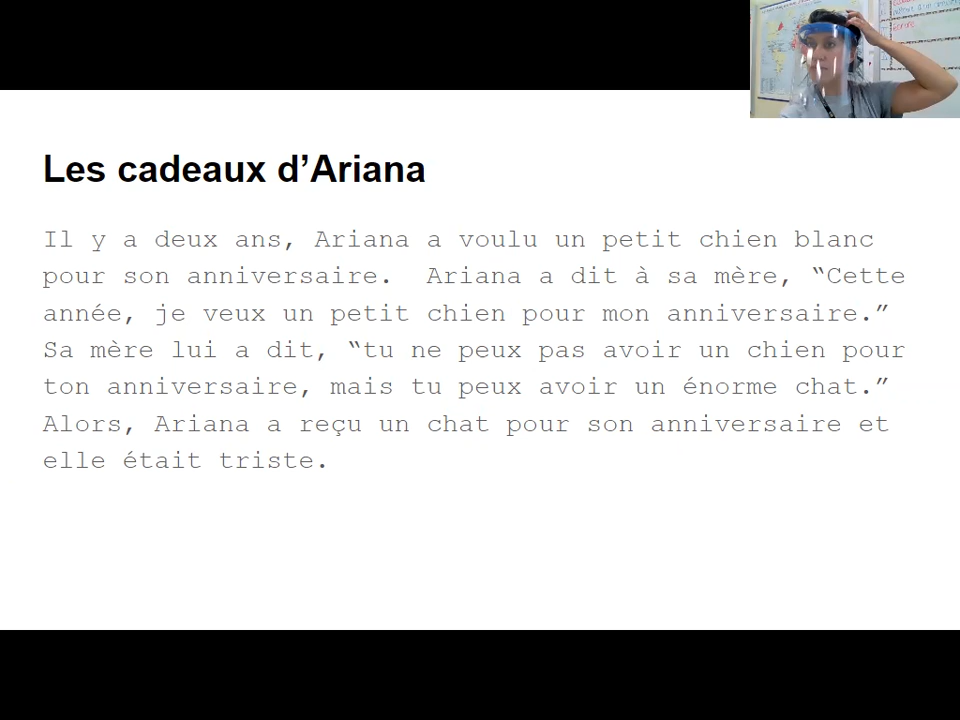 Les cadeaux d’Ariana
Il y a deux ans, Ariana a voulu un petit chien blanc
pour son anniversaire.  Ariana a dit à sa mère, “Cette
année, je veux un petit chien pour mon anniversaire.”
Sa mère lui a dit, “tu ne peux pas avoir un chien pour
ton anniversaire, mais tu peux avoir un énorme chat.”
Alors, Ariana a reçu un chat pour son anniversaire et
elle était triste.